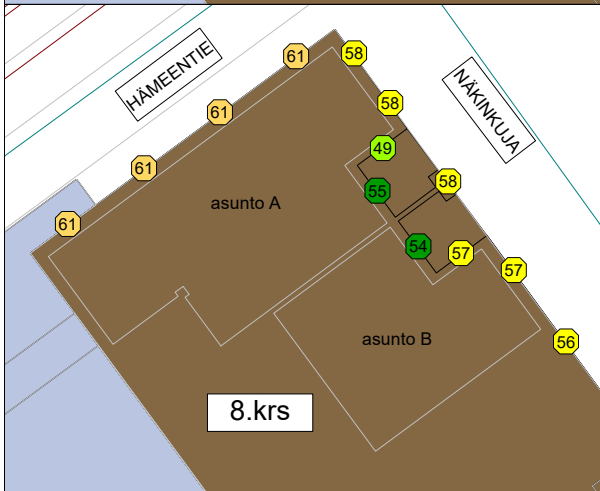 HÄMEENTIE
NÄKINKUJA
61
58
61
58
61
49
55
58
61
asunto A
54
57
57
asunto B
56
8.krs